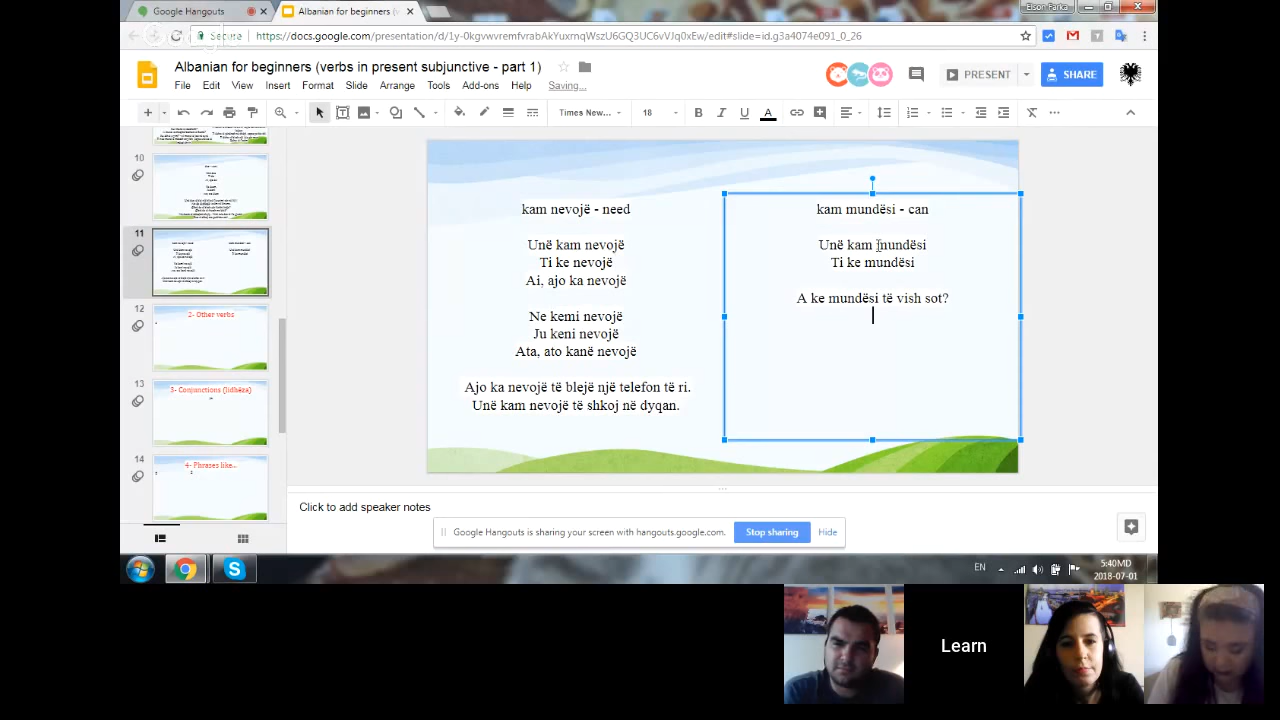 Google Hangouts
Albanian for beginners (v
Elson Farka
Secure
https://docs.google.com/presentation/d/1y-0kgvwvremfvrabAkYuxrnqWszU6GQ3UC6vVJq0xEw/edit#slide=id.g3a4074e091_0_26
Albanian for beginners (verbs in present subjunctive - part 1)
File Edit View Insert Format Slide Arrange Tools Add-ons Help Saving...
PRESENT
SHARE
Times New... 18
10
11
12
2- Other verbs
13
3- Conjunctions (lidhëza)
14
4- Phrases like...
kam nevojë - need
Unë kam nevojë
Ti ke nevojë
Ai, ajo ka nevojë
Ne kemi nevojë
Ju keni nevojë
Ata, ato kanë nevojë
Ajo ka nevojë të blejë një telefon të ri.
Unë kam nevojë të shkoj në dyqan.
kam mundësi - can
Unë kam mundësi
Ti ke mundësi
A ke mundësi të vish sot?
Click to add speaker notes
Google Hangouts is sharing your screen with hangouts.google.com.
Stop sharing
Hide
EN
5:40MD
2018-07-01
Learn